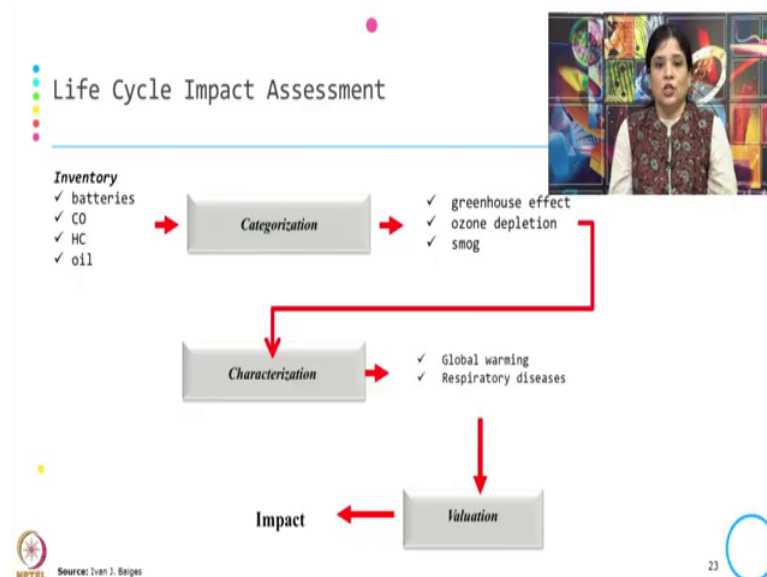 Life Cycle Impact Assessment
Inventory
✓ batteries
✓ CO
✓ HC
✓ oil
Categorization
✓ greenhouse effect
✓ ozone depletion
✓ smog
Characterization
✓ Global warming
✓ Respiratory diseases
Valuation
Impact
NPTEL
Source: Ivan J. Baiges
23